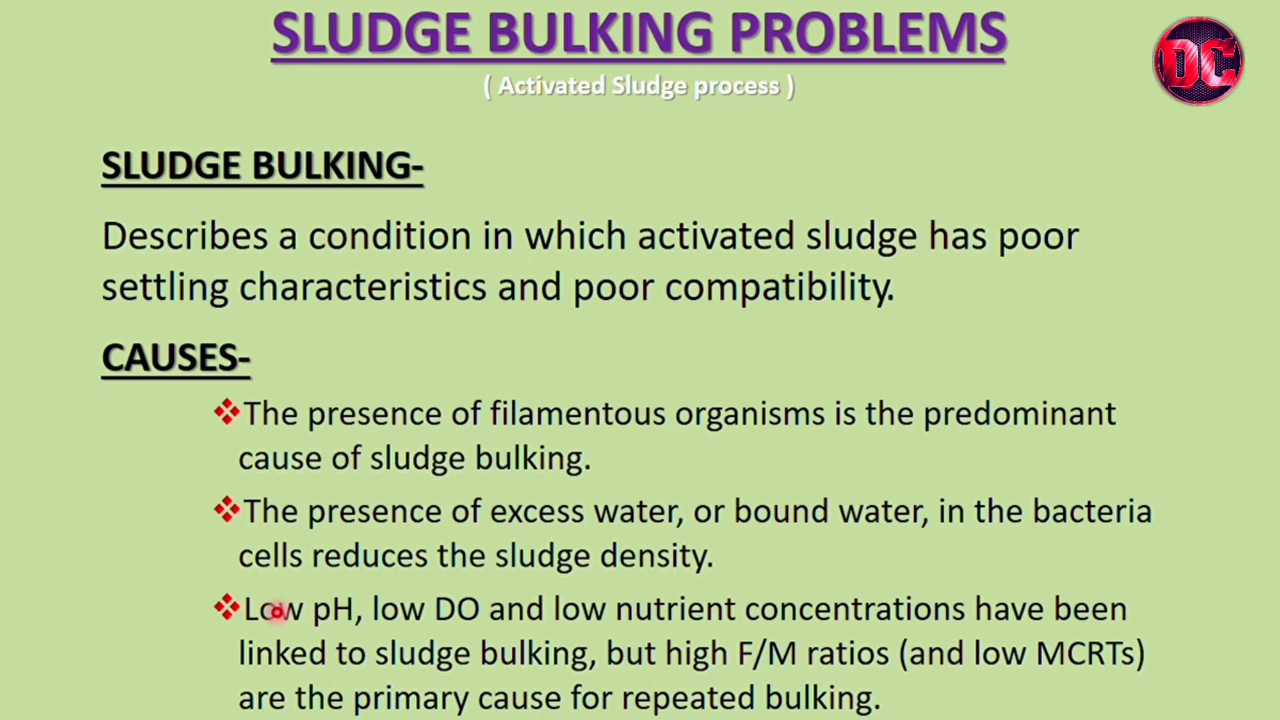 SLUDGE BULKING PROBLEMS
DC
( Activated Sludge process )
SLUDGE BULKING-
Describes a condition in which activated sludge has poor
settling characteristics and poor compatibility.
CAUSES-
❖The presence of filamentous organisms is the predominant
cause of sludge bulking.
❖The presence of excess water, or bound water, in the bacteria
cells reduces the sludge density.
❖Low pH, low DO and low nutrient concentrations have been
linked to sludge bulking, but high F/M ratios (and low MCRTs)
are the primary cause for repeated bulking.